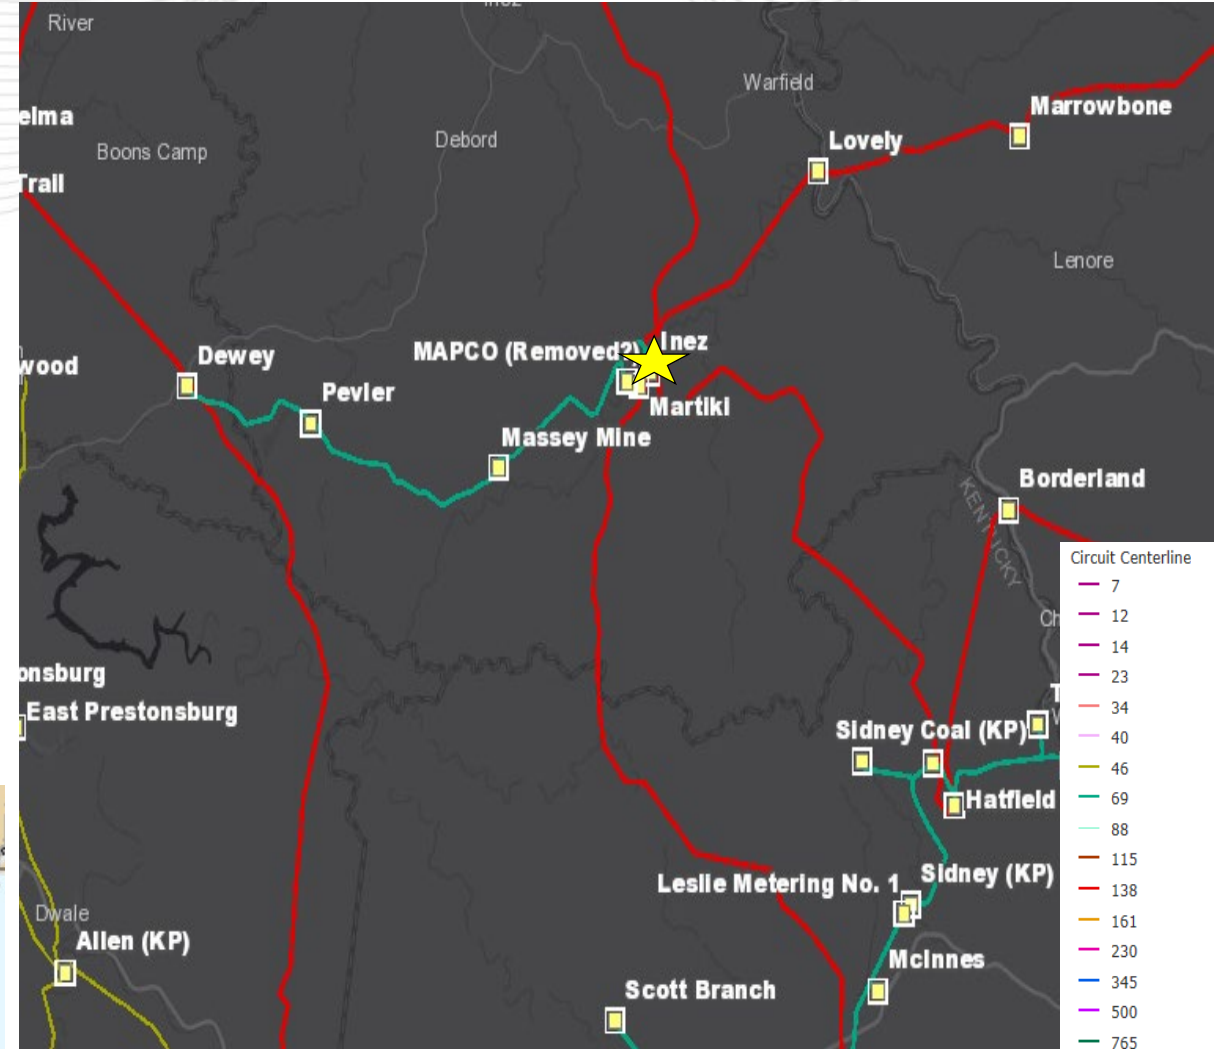 River
Inez
Warfield
elma
Marrowbone
Debord
Lovely
Boons Camp
Trail
Lenore
MAPCO (Removed?)
Inez
Dewey
wood
Pevler
Martiki
Massey Mine
Borderland
KENTUCKY
Circuit Centerline
7
12
14
23
34
40
46
69
88
115
138
161
230
345
500
765
Ch
onsburg
T
W
East Prestonsburg
Sidney Coal (KP)
Hatfield
Sidney (KP)
Leslie Metering No. 1
Dwale
Allen (KP)
McInnes
Scott Branch